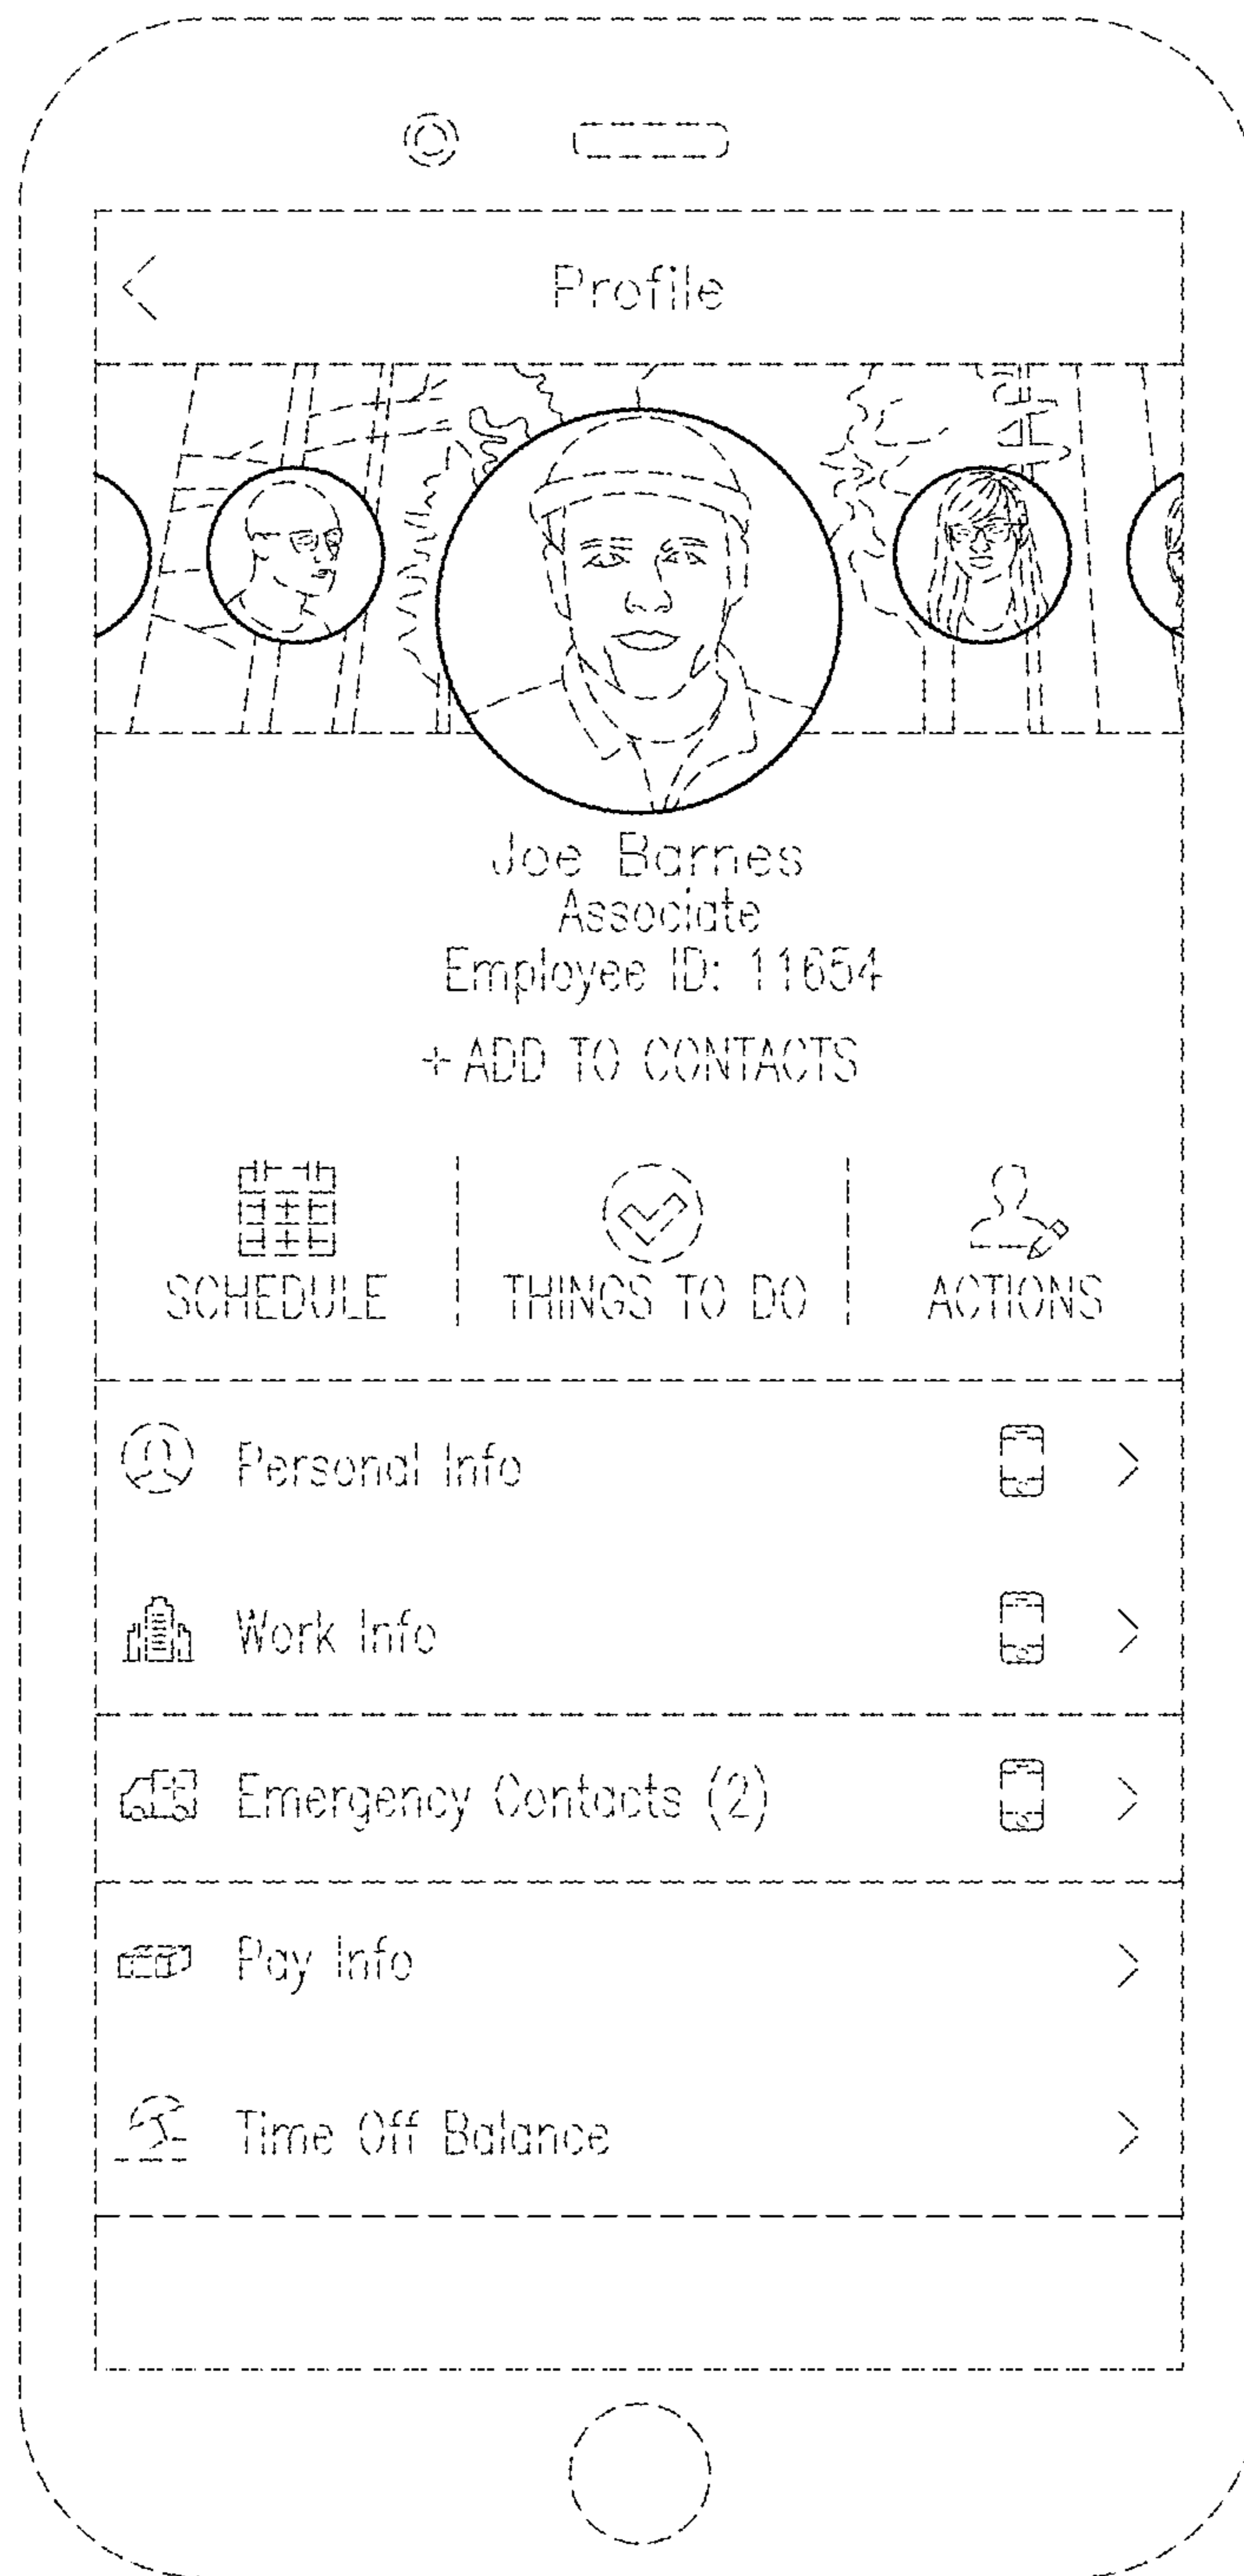 Profile
Joe Barnes
Associate
Employee ID: 11654
+ ADD TO CONTACTS
SCHEDULE
THINGS TO DO
ACTIONS
Personal Info
Work Info
Emergency Contacts (2)
Pay Info
Time Off Balance